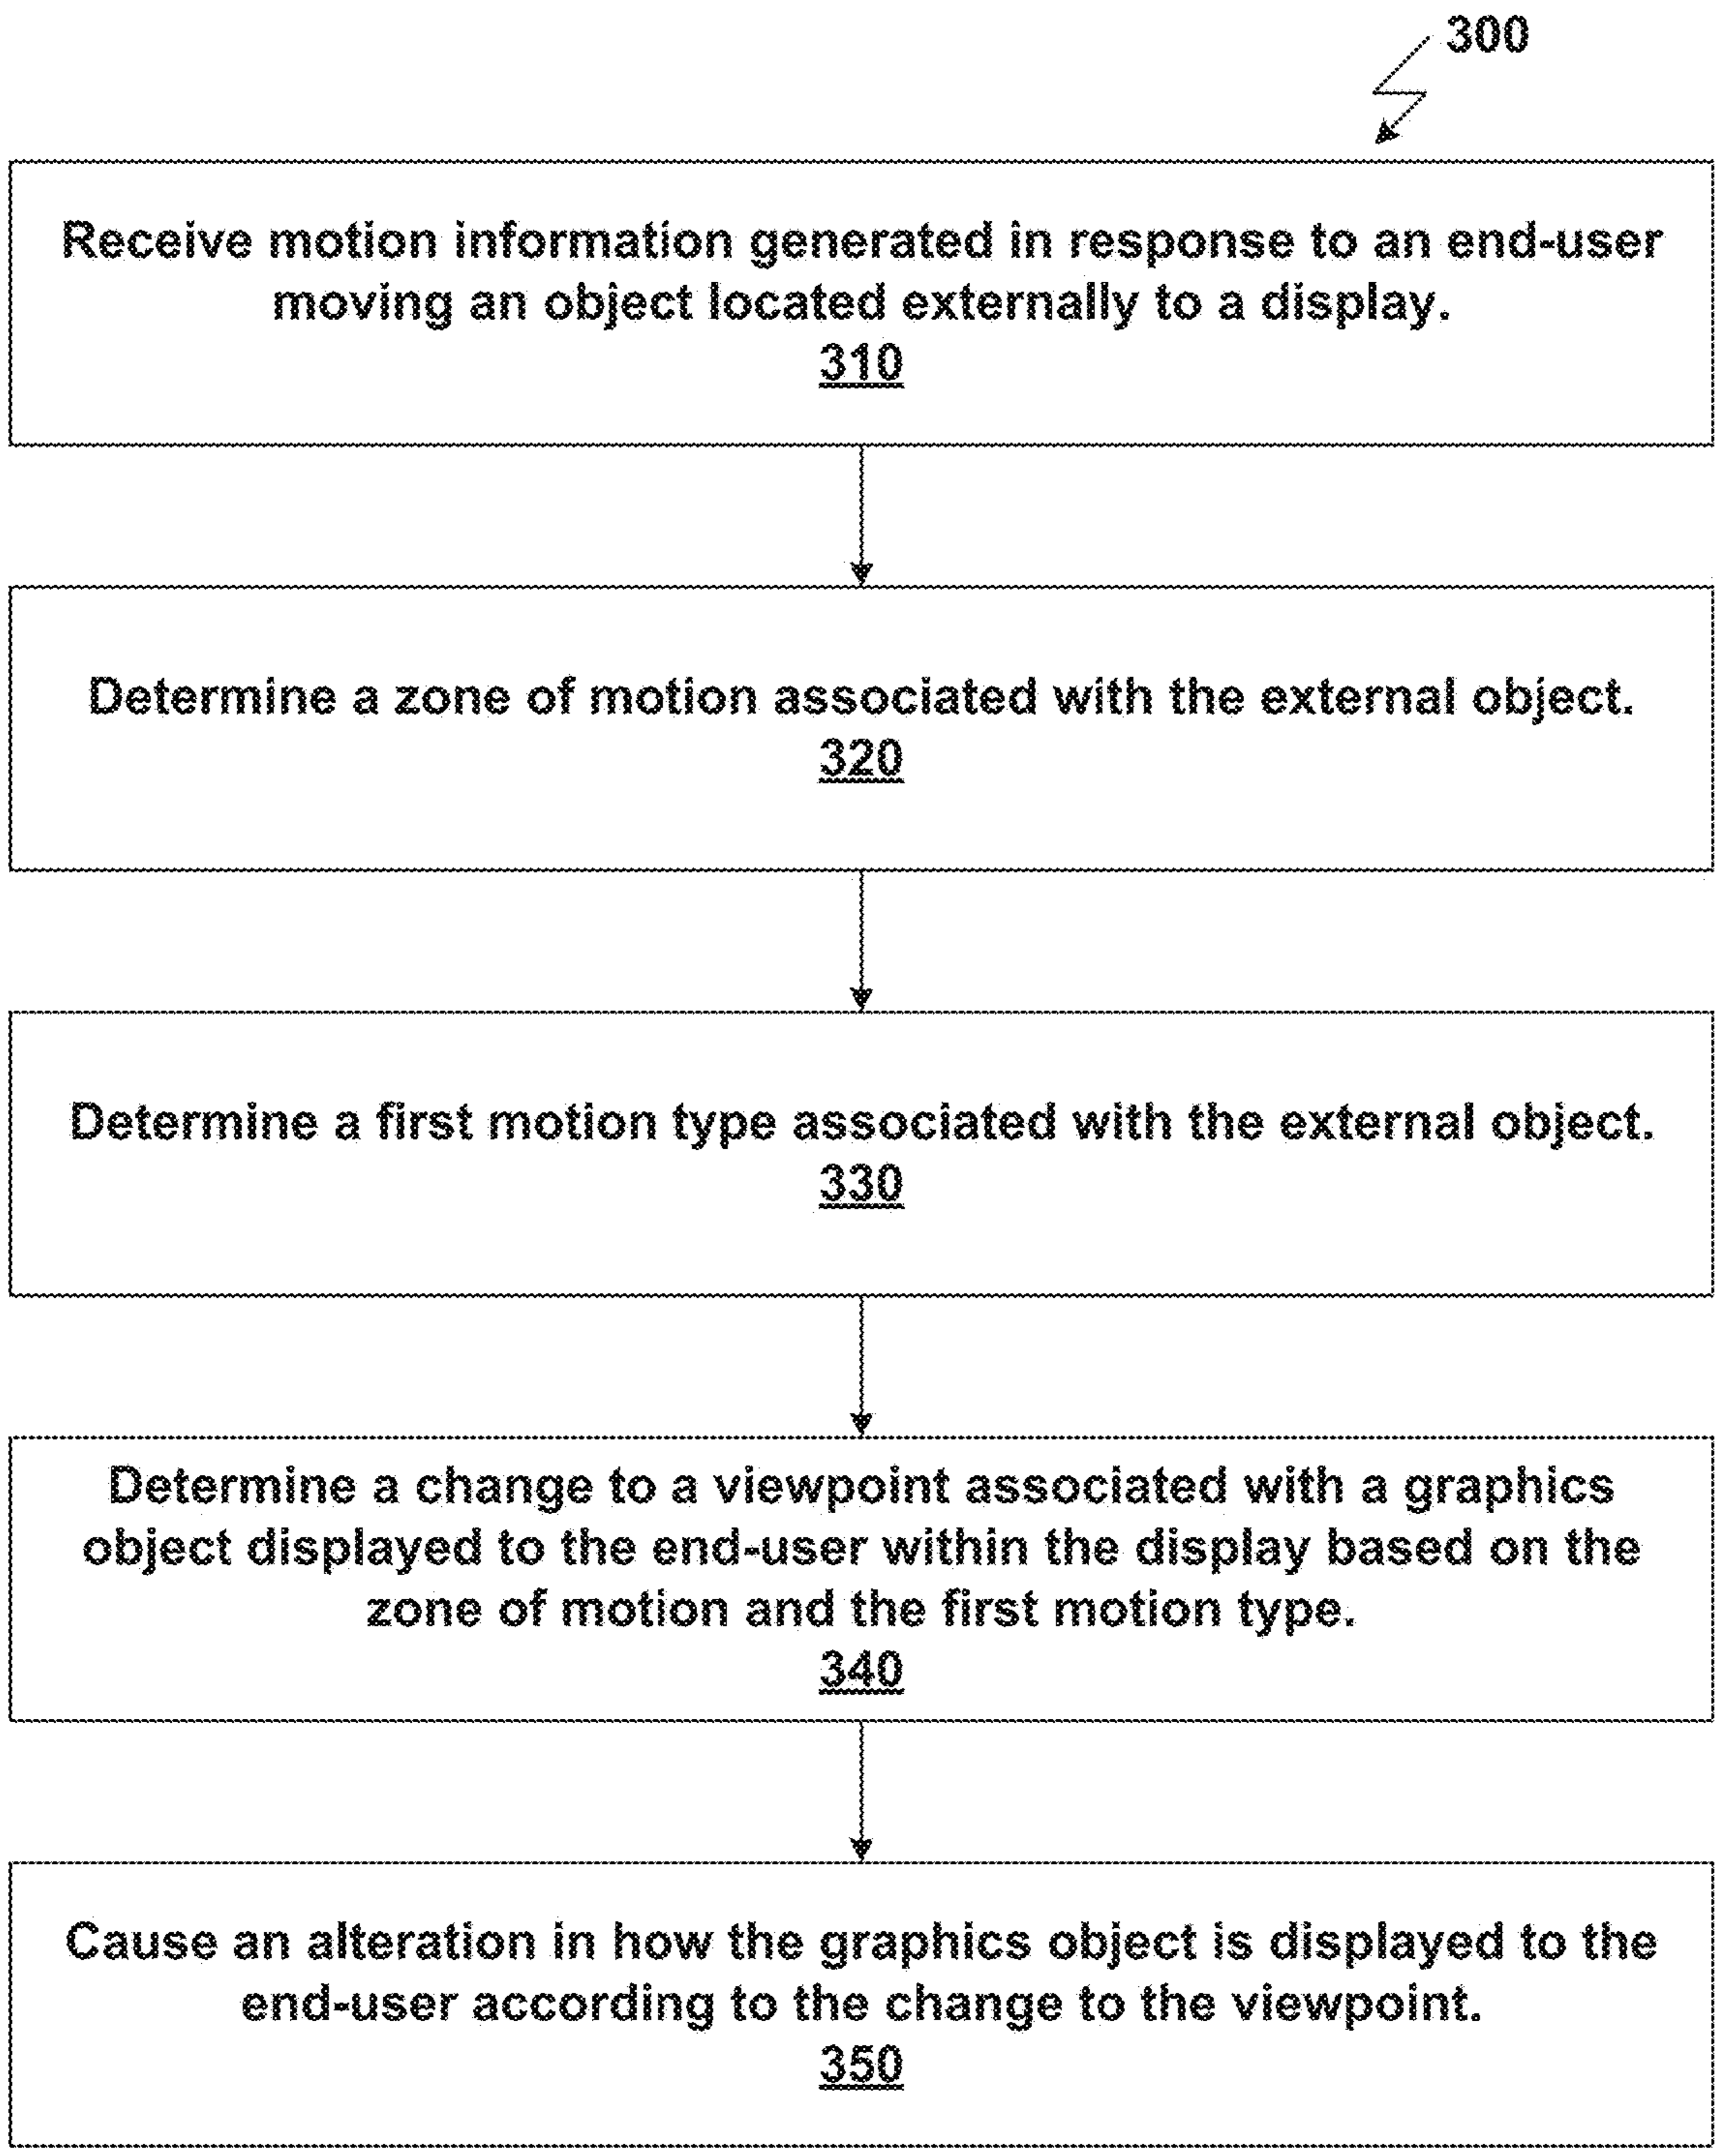 300
Receive motion information generated in response to an end-user
moving an object located externally to a display.
310
Determine a zone of motion associated with the external object.
320
Determine a first motion type associated with the external object.
330
Determine a change to a viewpoint associated with a graphics
object displayed to the end-user within the display based on the
zone of motion and the first motion type.
340
Cause an alteration in how the graphics object is displayed to the
end-user according to the change to the viewpoint.
350